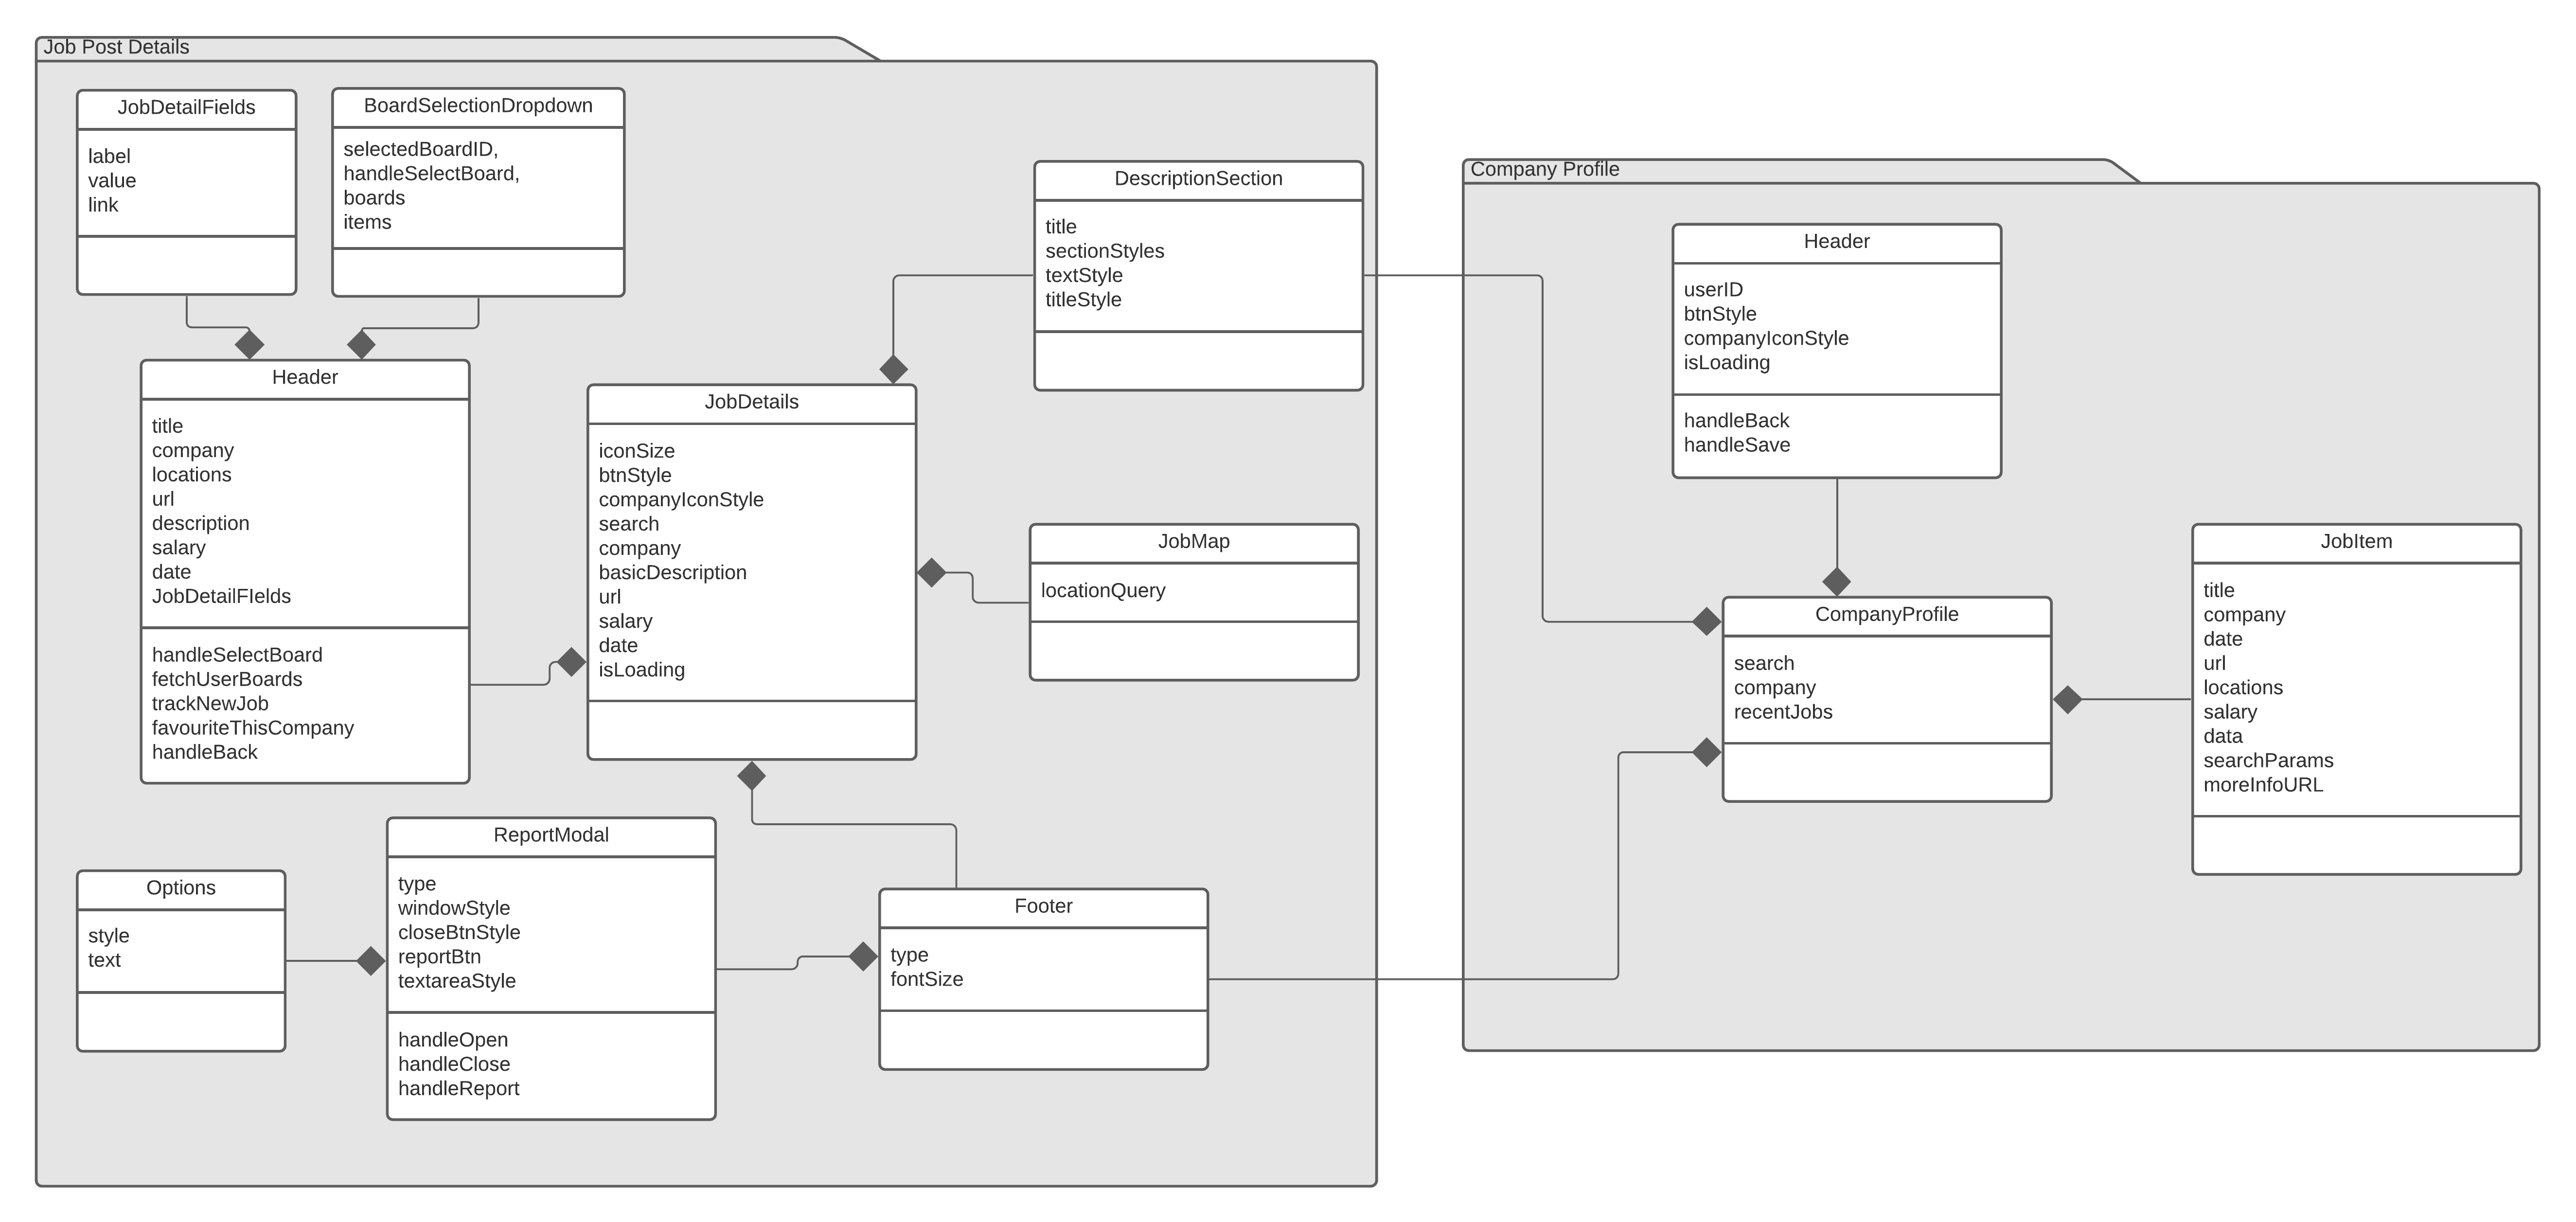 Job Post Details
JobDetailFields
label
value
link
BoardSelectionDropdown
selectedBoardID,
handleSelectBoard,
boards
items
DescriptionSection
title
sectionStyles
textStyle
titleStyle
Header
title
company
locations
url
description
salary
date
JobDetailFIelds
handleSelectBoard
fetchUserBoards
trackNewJob
favouriteThisCompany
handleBack
JobDetails
iconSize
btnStyle
companyIconStyle
search
company
basicDescription
url
salary
date
isLoading
JobMap
locationQuery
Options
style
text
ReportModal
type
windowStyle
closeBtnStyle
reportBtn
textareaStyle
handleOpen
handleClose
handleReport
Footer
type
fontSize
Company Profile
Header
userID
btnStyle
companyIconStyle
isLoading
handleBack
handleSave
CompanyProfile
search
company
recentJobs
JobItem
title
company
date
url
locations
salary
data
searchParams
moreInfoURL